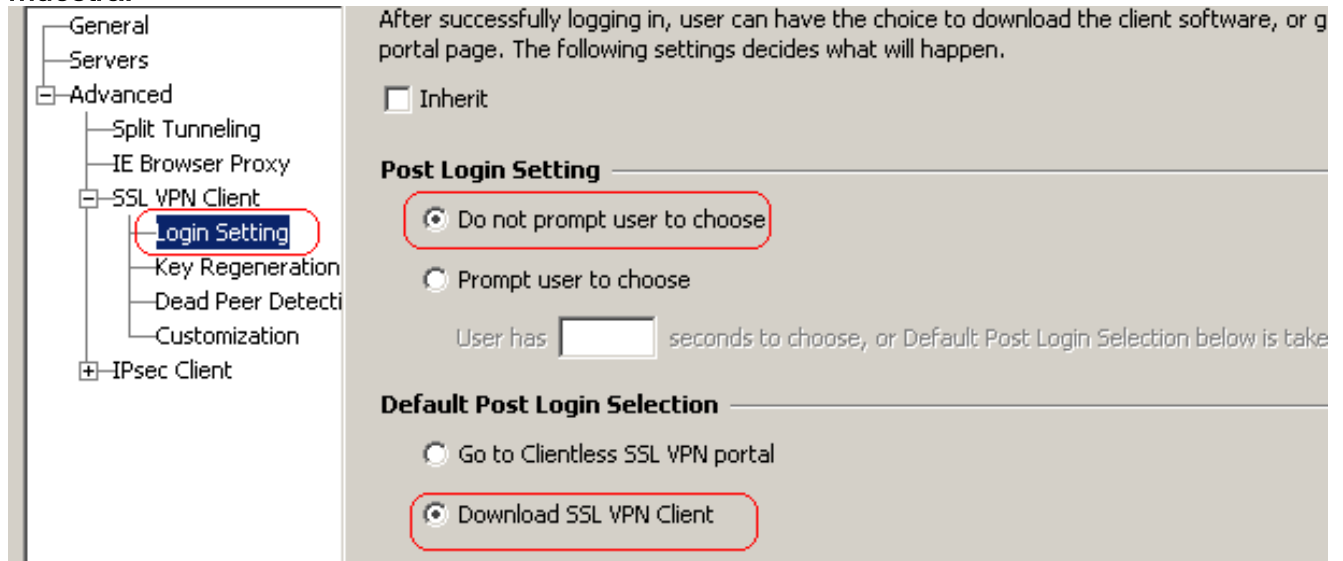 General
Servers
Advanced
Split Tunneling
IE Browser Proxy
SSL VPN Client
Login Setting
Key Regeneration
Dead Peer Detecti
Customization
IPsec Client
After successfully logging in, user can have the choice to download the client software, or g
portal page. The following settings decides what will happen.
Inherit
Post Login Setting
Do not prompt user to choose
Prompt user to choose
User has seconds to choose, or Default Post Login Selection below is take
Default Post Login Selection
Go to Clientless SSL VPN portal
Download SSL VPN Client